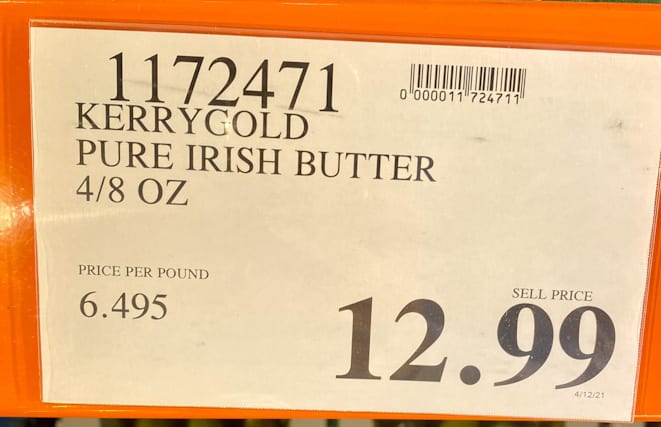 1172471
0 000011 724711
KERRYGOLD
PURE IRISH BUTTER
4/8 OZ
PRICE PER POUND
6.495
SELL PRICE
12.99
4/12/21